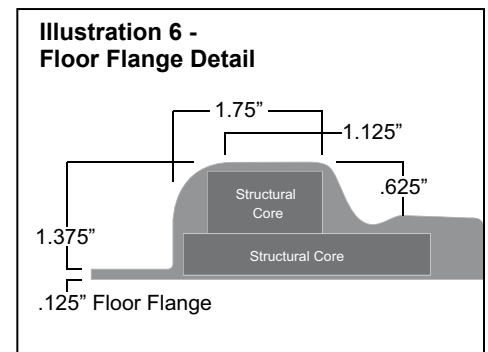 Illustration 6 -
Floor Flange Detail
1.75”
1.125”
Structural
Core
.625”
1.375”
Structural Core
.125” Floor Flange